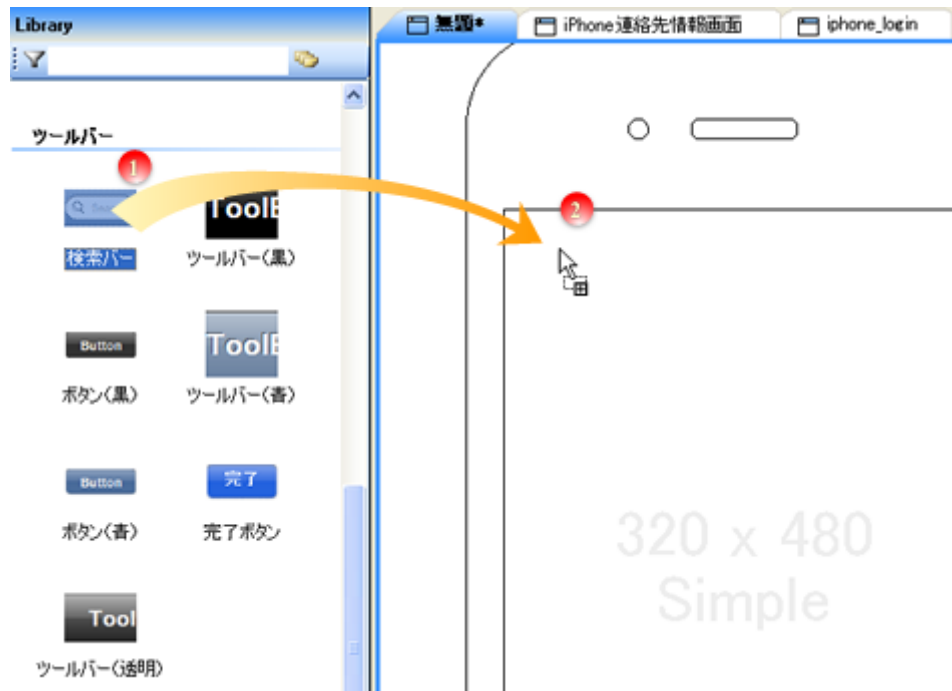 Library
無題*
iPhone連絡先情報画面
iphone_login
ツールバー
1
検索バー
ToolB
ツールバー(黒)
2
Button
ボタン(黒)
ToolB
ツールバー(青)
Button
ボタン(青)
完了
完了ボタン
Tool
ツールバー(透明)
320 x 480
Simple